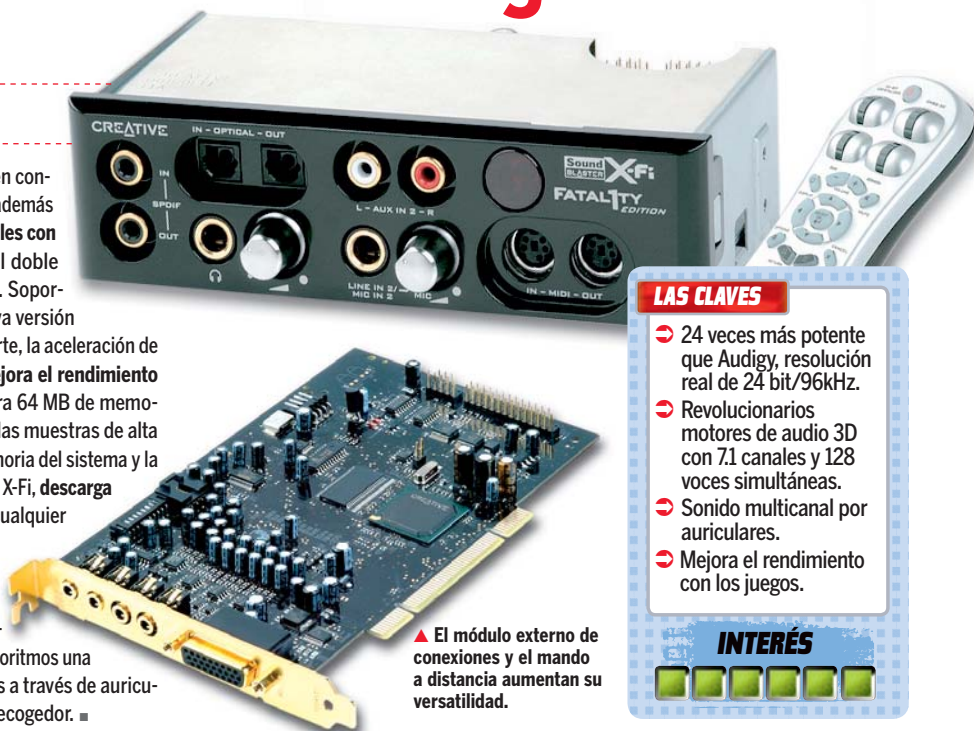 CREATIVE
IN – OPTICAL – OUT
IN
SPDIF
OUT
L – AUX IN 2 – R
LINE IN 2/
MIC IN 2
MIC
Sound
BLASTER
X-Fi
FATAL1TY
EDITION
IN – MIDI – OUT
en con-
además
les con
l doble
. Sopor-
va versión
rte, la aceleración de
jora el rendimiento
ra 64 MB de memo-
las muestras de alta
moria del sistema y la
X-Fi, descarga
ualquier
oritmos una
s a través de auricu-
ecogedor.
CREATIVE
▲ El módulo externo de
conexiones y el mando
a distancia aumentan su
versatilidad.
LAS CLAVES
24 veces más potente
que Audigy, resolución
real de 24 bit/96kHz.
Revolucionarios
motores de audio 3D
con 7.1 canales y 128
voces simultáneas.
Sonido multicanal por
auriculares.
Mejora el rendimiento
con los juegos.
INTERÉS